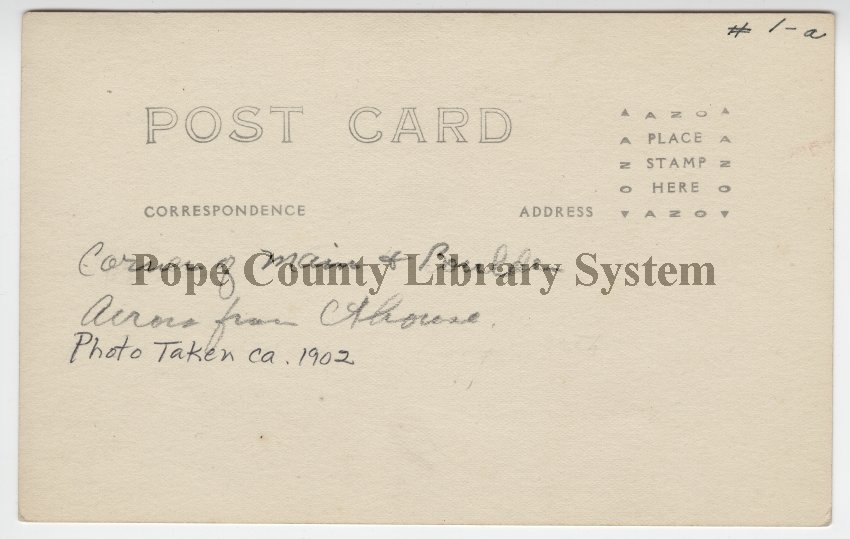 # 1-a
POST CARD
▲ AZO ▲
A PLACE A
Z STAMP Z
O HERE O
▼ AZO ▼
CORRESPONDENCE
ADDRESS
Corner of Main & Boulder
Pope County Library System
Across from C house.
Photo Taken ca. 1902